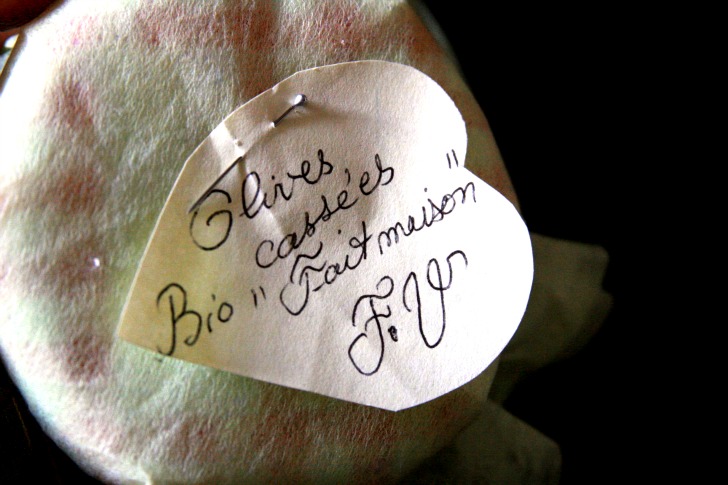 Olives
cassées
Bio "Fait maison"
F.V